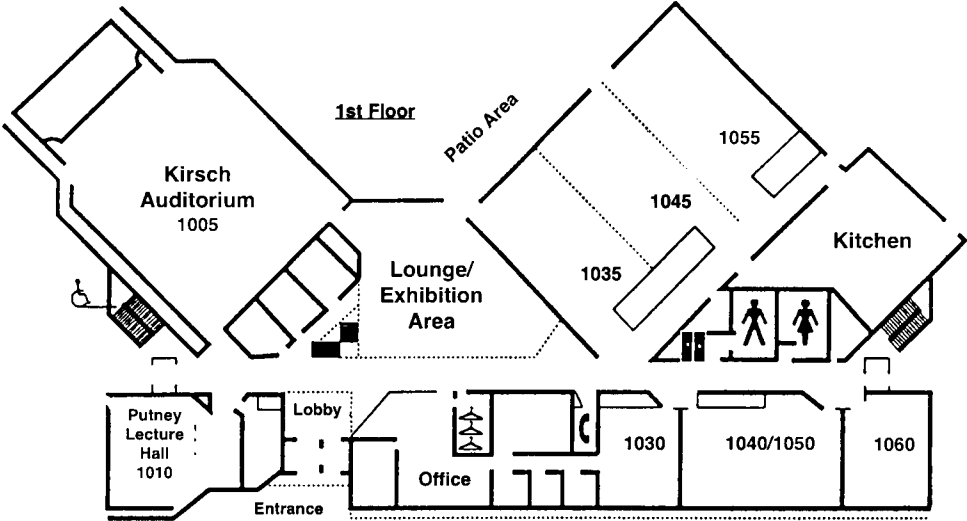 1st Floor
Patio Area
1055
Kirsch
Auditorium
1005
1045
Kitchen
1035
Lounge/
Exhibition
Area
Lobby
Putney
Lecture
Hall
1010
1030
1040/1050
1060
Office
Entrance